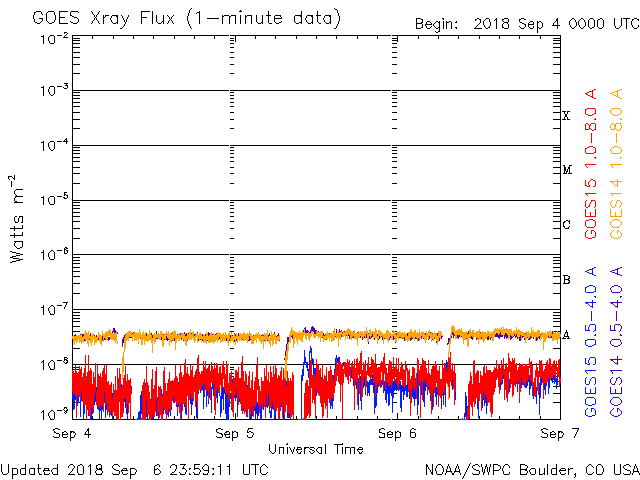 GOES Xray Flux (1-minute data)
Begin: 2018 Sep 4 0000 UTC
10⁻²
10⁻³
10⁻⁴
10⁻⁵
10⁻⁶
10⁻⁷
10⁻⁸
10⁻⁹
Watts m⁻²
X
M
C
B
A
GOES15 1.0-8.0 A
GOES14 1.0-8.0 A
GOES15 0.5-4.0 A
GOES14 0.5-4.0 A
Sep 4
Sep 5
Sep 6
Sep 7
Universal Time
Updated 2018 Sep 6 23:59:11 UTC
NOAA/SWPC Boulder, CO USA